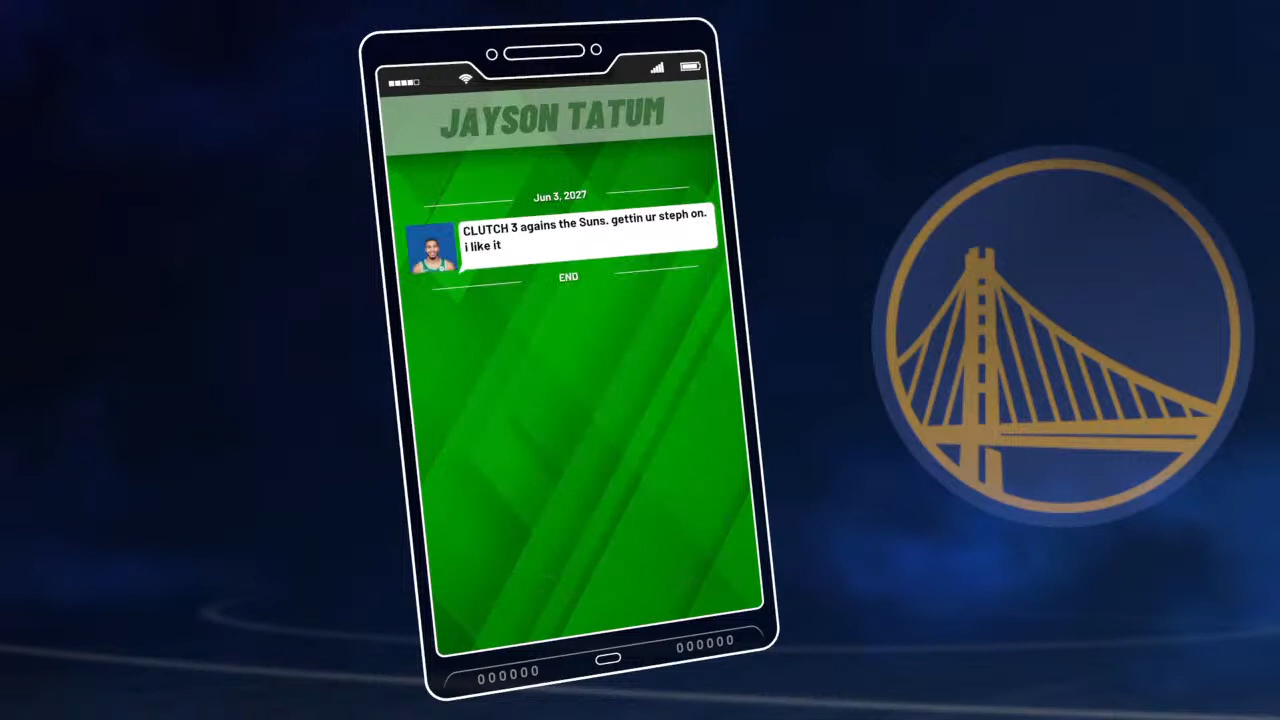 JAYSON TATUM
Jun 3, 2027
CLUTCH 3 agains the Suns. gettin ur steph on.
i like it
END